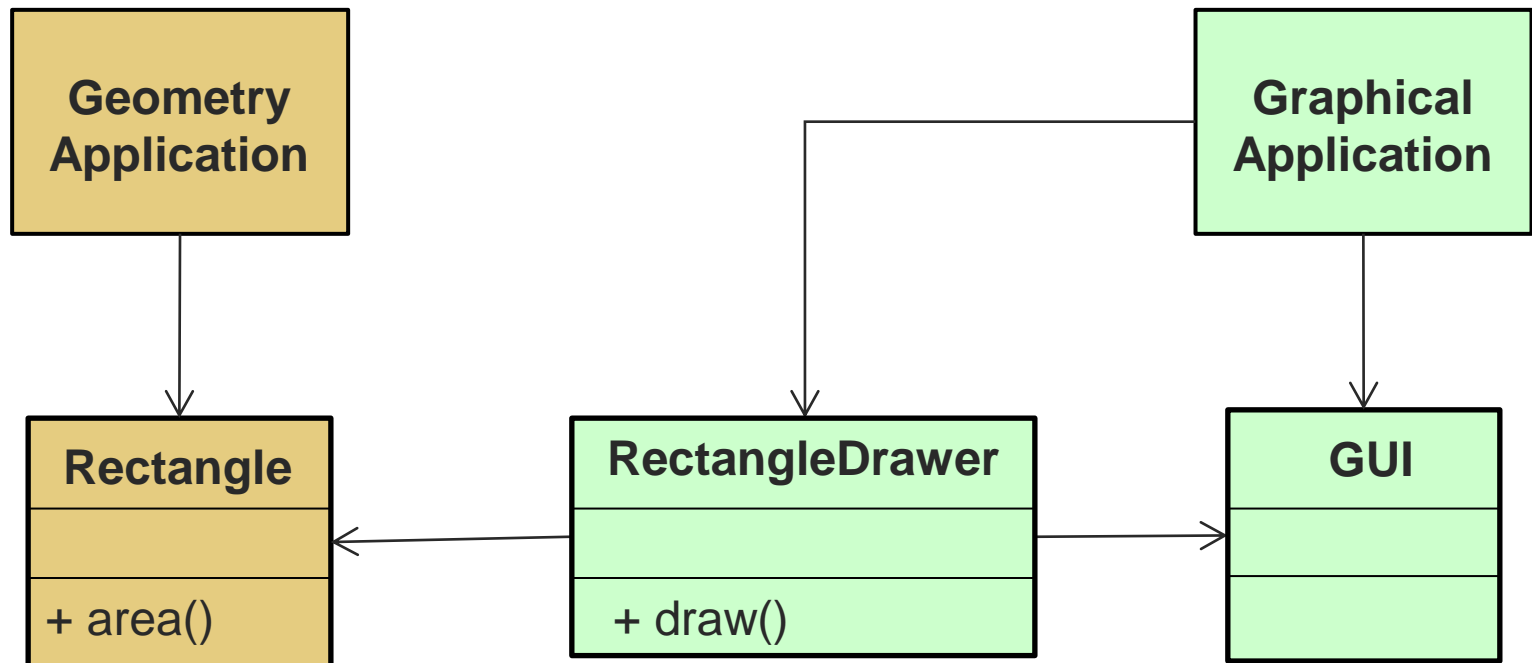 Geometry
Application
Graphical
Application
Rectangle
+ area()
RectangleDrawer
+ draw()
GUI